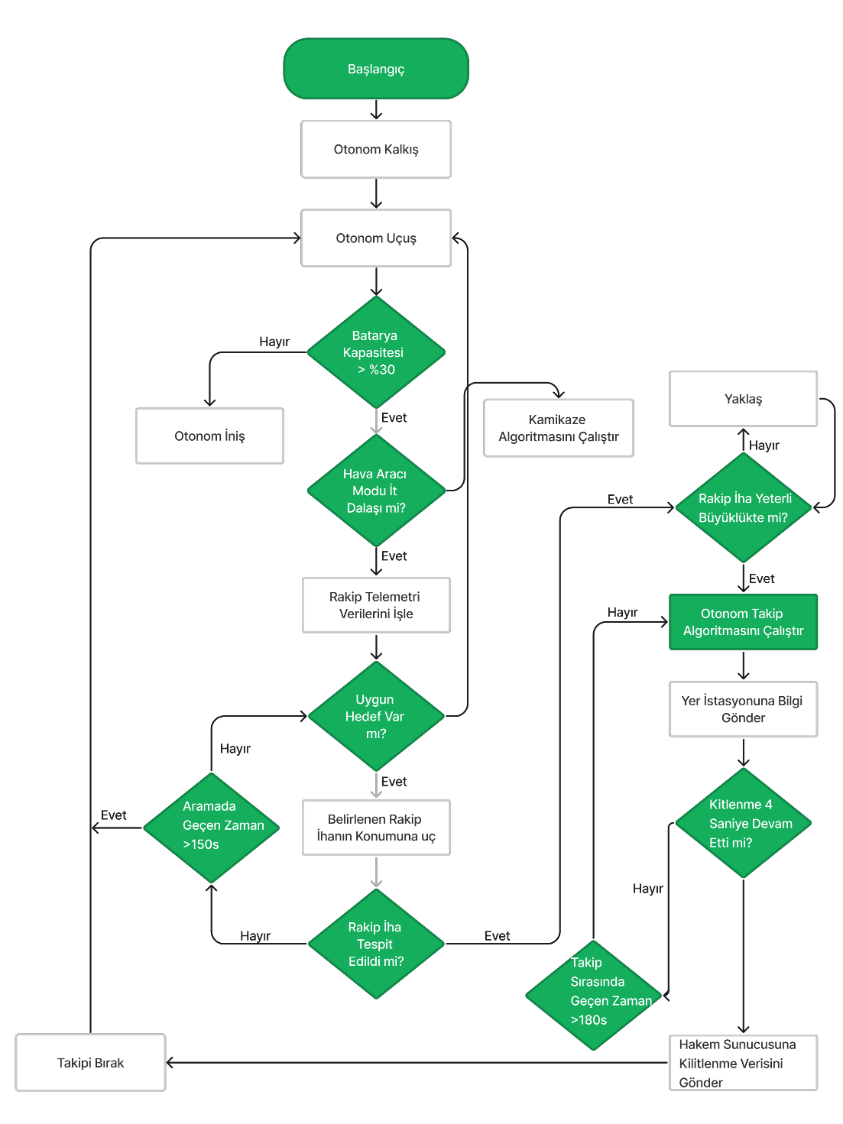 Başlangıç
Otonom Kalkış
Otonom Uçuş
Batarya
Kapasitesi
> %30
Hayır
Evet
Otonom İniş
Kamikaze
Algoritmasını Çalıştır
Yaklaş
Hayır
Hava Aracı
Modu İt
Dalaşı mi?
Evet
Rakip İha Yeterli
Büyüklükte mi?
Evet
Evet
Rakip Telemetri
Verilerini İşle
Hayır
Otonom Takip
Algoritmasını Çalıştır
Uygun
Hedef Var
mı?
Hayır
Evet
Yer İstasyonuna Bilgi
Gönder
Aramada
Geçen Zaman
>150s
Evet
Belirlenen Rakip
İhanın Konumuna uç
Kitlenme 4
Saniye Devam
Etti mi?
Hayır
Rakip İha
Tespit
Edildi mi?
Hayır
Evet
Takip
Sırasında
Geçen Zaman
>180s
Takipi Bırak
Hakem Sunucusuna
Kilitlenme Verisini
Gönder